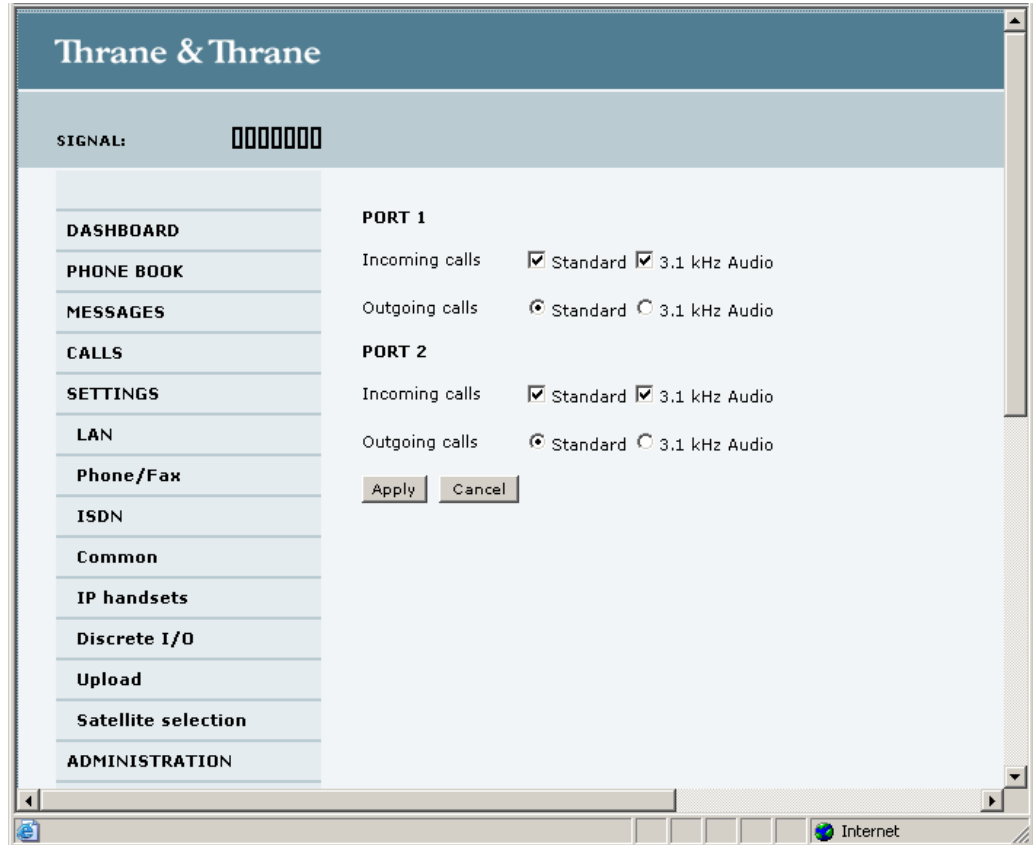 Thrane & Thrane
SIGNAL:
DASHBOARD
PHONE BOOK
MESSAGES
CALLS
SETTINGS
LAN
Phone/Fax
ISDN
Common
IP handsets
Discrete I/O
Upload
Satellite selection
ADMINISTRATION
PORT 1
Incoming calls Standard 3.1 kHz Audio
Outgoing calls Standard 3.1 kHz Audio
PORT 2
Incoming calls Standard 3.1 kHz Audio
Outgoing calls Standard 3.1 kHz Audio
Apply Cancel
Internet